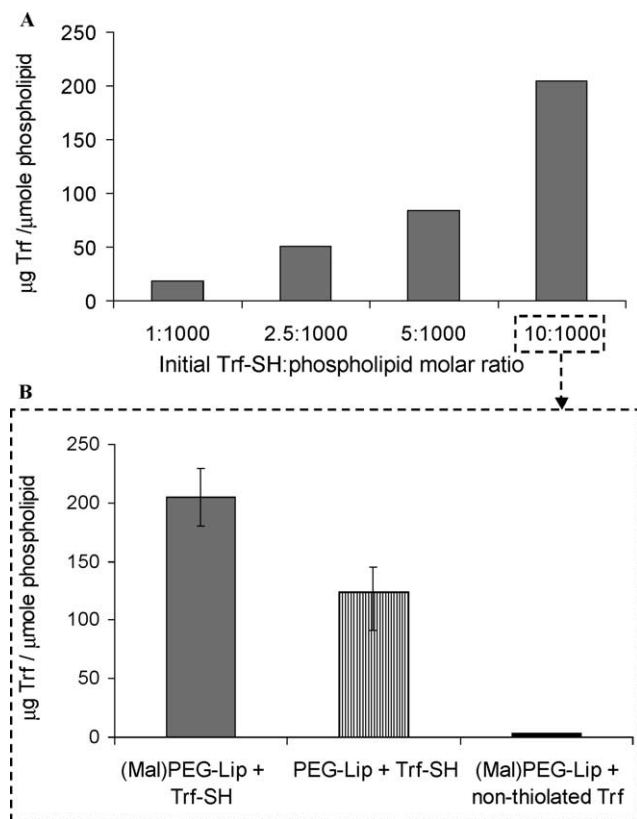 A
250
200
150
100
50
0
µg Trf /µmole phospholipid
1:1000 2.5:1000 5:1000 10:1000
Initial Trf-SH:phospholipid molar ratio
B
250
200
150
100
50
0
µg Trf / µmole phospholipid
(Mal)PEG-Lip + PEG-Lip + Trf-SH (Mal)PEG-Lip +
Trf-SH non-thiolated Trf